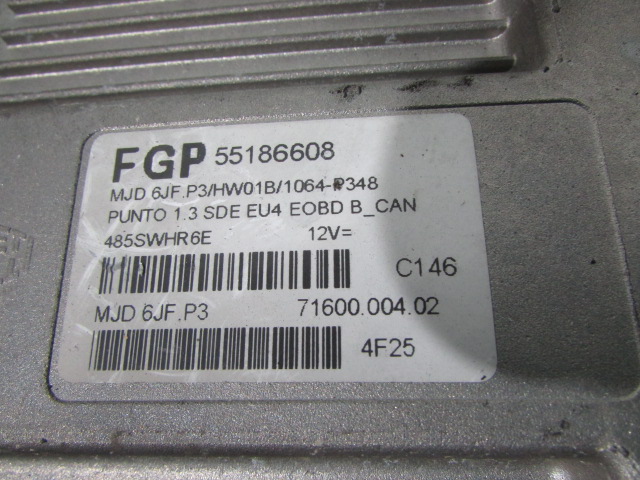 FGP 55186608
MJD 6JF.P3/HW01B/1064-P348
PUNTO 1.3 SDE EU4 EOBD B_CAN
485SWHR6E 12V=
C146
MJD 6JF.P3 71600.004.02
4F25